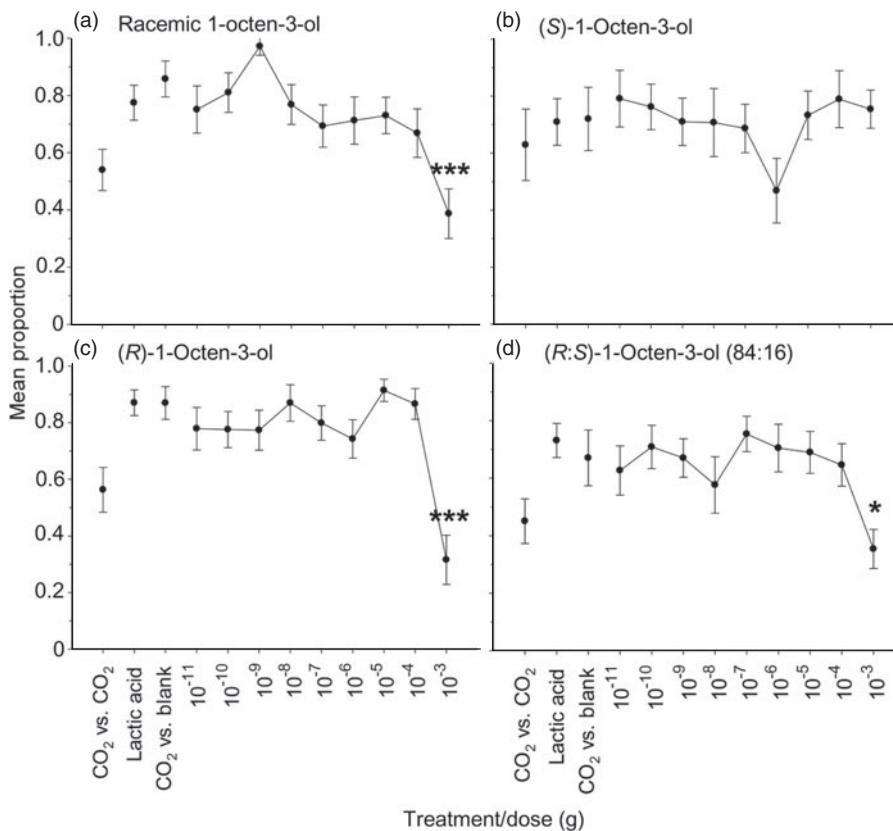 (a) Racemic 1-octen-3-ol
(b) (S)-1-Octen-3-ol
1.0
0.8
0.6
0.4
0.2
0
***
(c) (R)-1-Octen-3-ol
(d) (R:S)-1-Octen-3-ol (84:16)
1.0
0.8
0.6
0.4
0.2
0
***
*
Mean proportion
CO₂ vs. CO₂
Lactic acid
CO₂ vs. blank
10⁻¹¹
10⁻¹⁰
10⁻⁹
10⁻⁸
10⁻⁷
10⁻⁶
10⁻⁵
10⁻⁴
10⁻³
CO₂ vs. CO₂
Lactic acid
CO₂ vs. blank
10⁻¹¹
10⁻¹⁰
10⁻⁹
10⁻⁸
10⁻⁷
10⁻⁶
10⁻⁵
10⁻⁴
10⁻³
Treatment/dose (g)